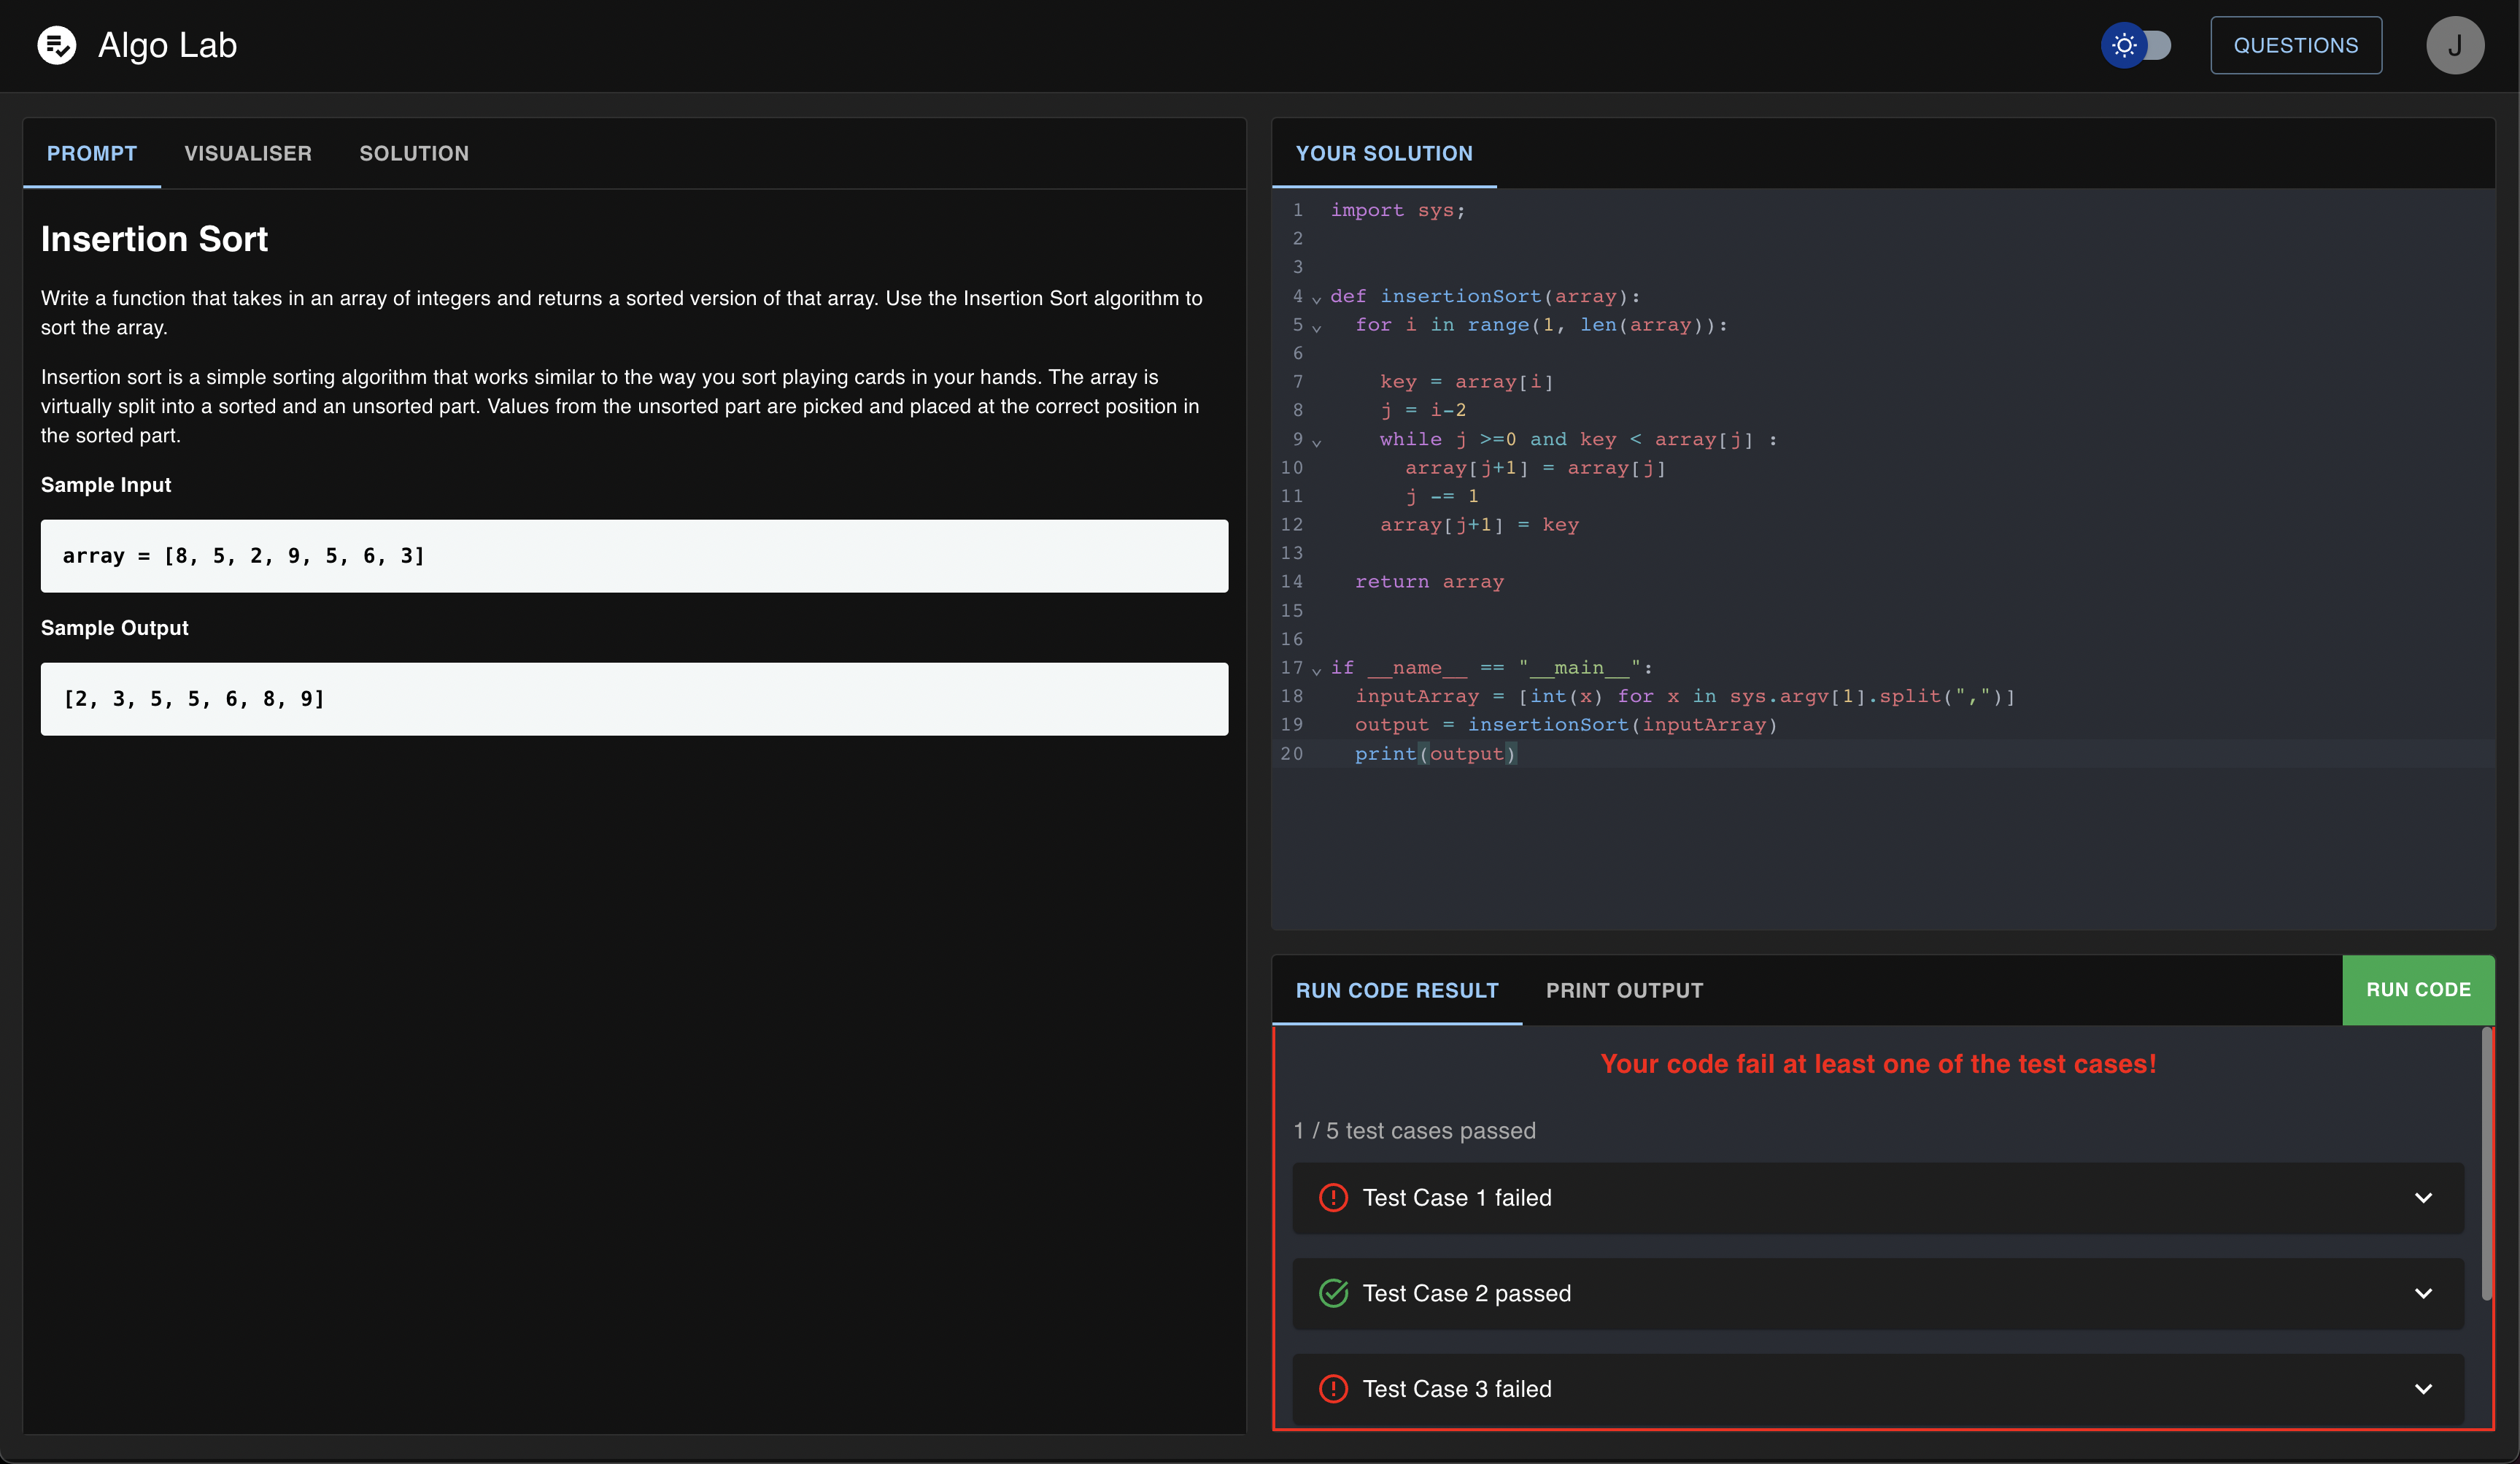 Algo Lab
QUESTIONS
J
PROMPT VISUALISER SOLUTION
Insertion Sort
Write a function that takes in an array of integers and returns a sorted version of that array. Use the Insertion Sort algorithm to
sort the array.
Insertion sort is a simple sorting algorithm that works similar to the way you sort playing cards in your hands. The array is
virtually split into a sorted and an unsorted part. Values from the unsorted part are picked and placed at the correct position in
the sorted part.
Sample Input
array = [8, 5, 2, 9, 5, 6, 3]
Sample Output
[2, 3, 5, 5, 6, 8, 9]
YOUR SOLUTION
1 import sys;
2
3
4 def insertionSort(array):
5   for i in range(1, len(array)):
6
7     key = array[i]
8     j = i-2
9     while j >=0 and key < array[j] :
10       array[j+1] = array[j]
11       j -= 1
12     array[j+1] = key
13
14   return array
15
16
17 if __name__ == "__main__":
18   inputArray = [int(x) for x in sys.argv[1].split(",")]
19   output = insertionSort(inputArray)
20   print(output)
RUN CODE RESULT PRINT OUTPUT RUN CODE
Your code fail at least one of the test cases!
1 / 5 test cases passed
Test Case 1 failed
Test Case 2 passed
Test Case 3 failed